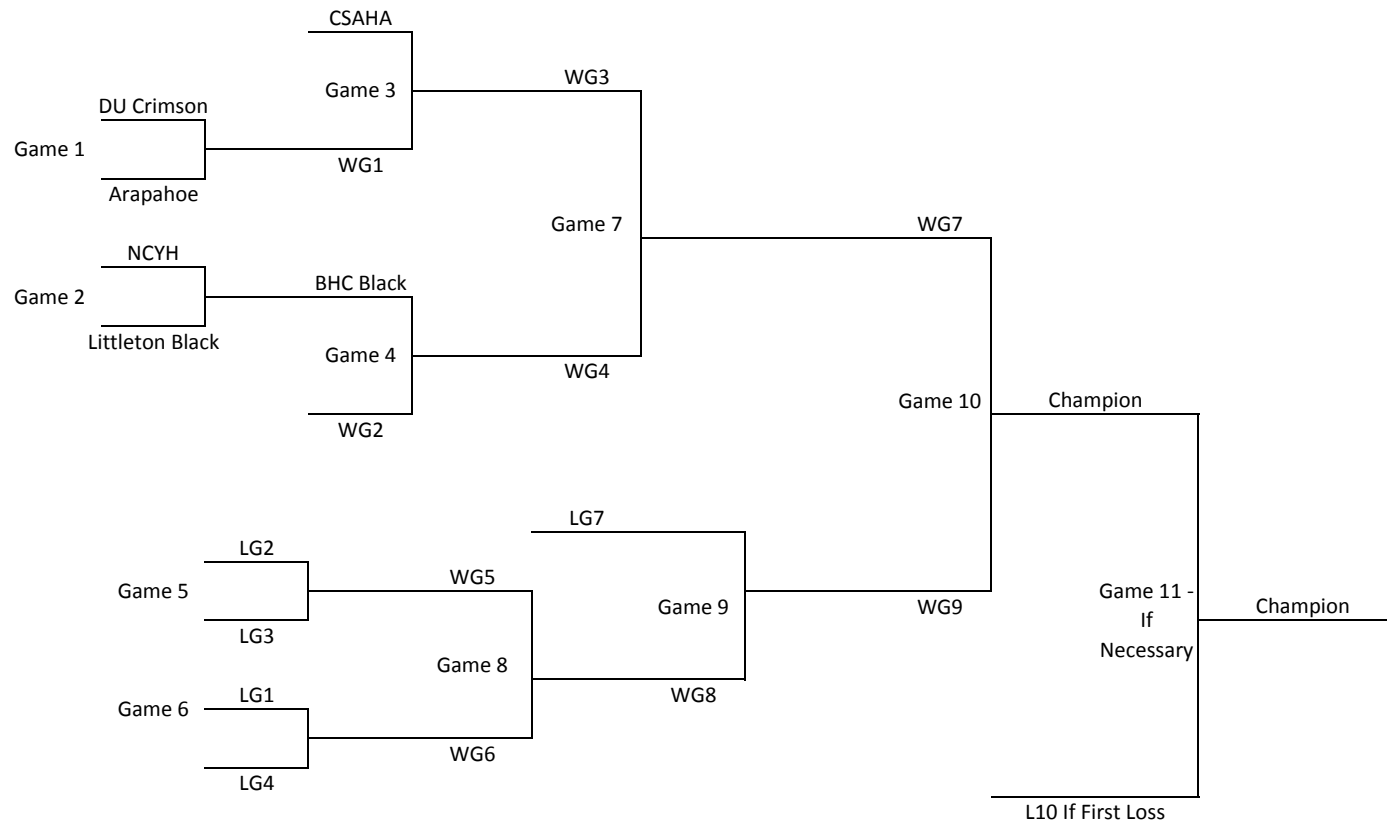 CSAHA
Game 3
WG3
DU Crimson
Game 1
WG1
Arapahoe
Game 7
WG7
NCYH
Game 2
BHC Black
Littleton Black
Game 4
WG4
WG2
Game 10
Champion
LG7
LG2
Game 5
WG5
LG3
Game 9
WG9
Game 11 -
If
Necessary
Champion
Game 8
WG8
LG1
Game 6
WG6
LG4
L10 If First Loss